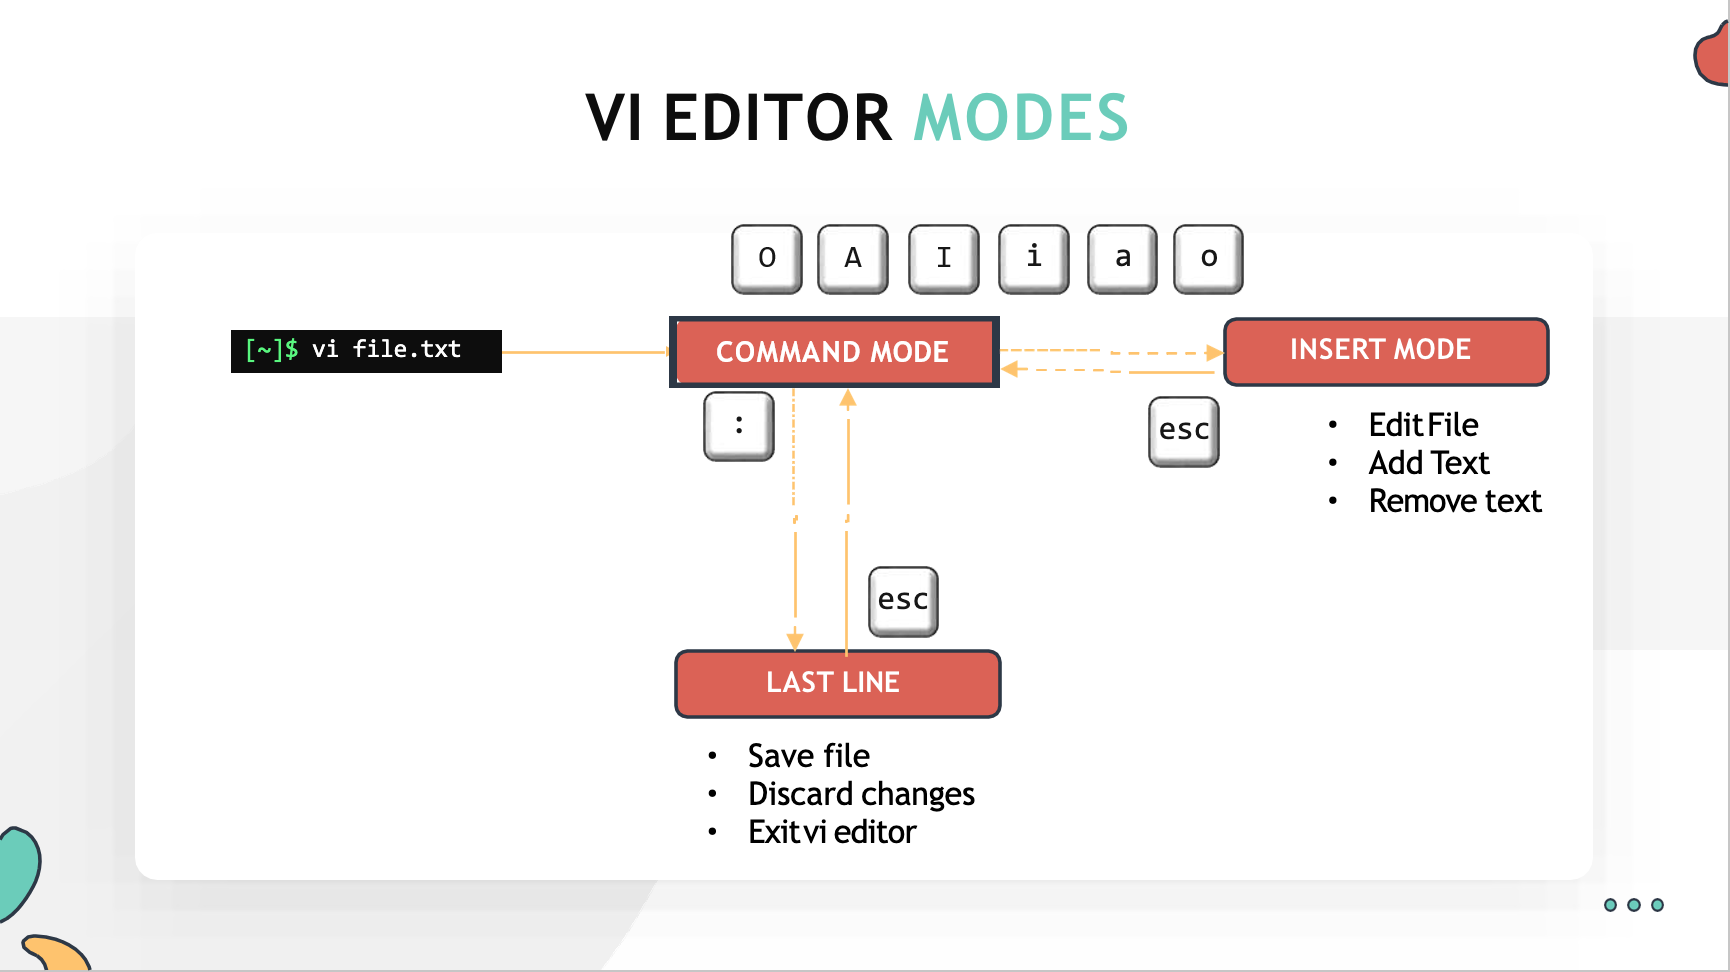 VI EDITOR MODES
O A I i a o
[~]$ vi file.txt
COMMAND MODE
INSERT MODE
:
esc
• Edit File
• Add Text
• Remove text
esc
LAST LINE
• Save file
• Discard changes
• Exit vi editor